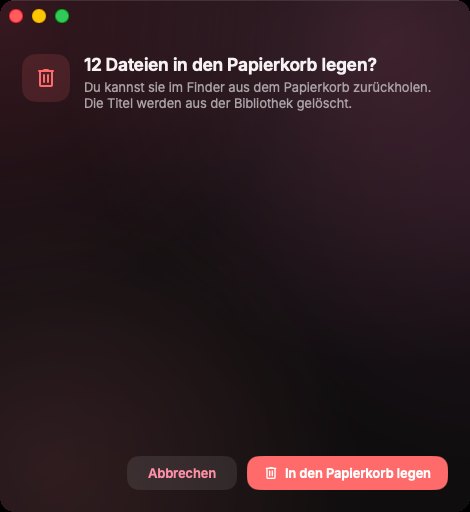 12 Dateien in den Papierkorb legen?
Du kannst sie im Finder aus dem Papierkorb zurückholen.
Die Titel werden aus der Bibliothek gelöscht.
Abbrechen
In den Papierkorb legen